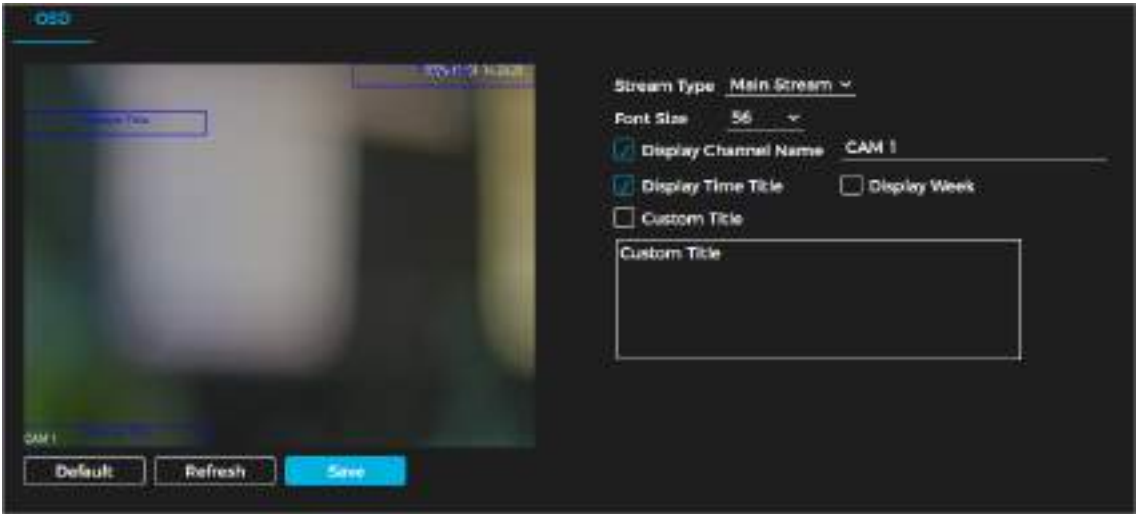 OSD
Stream Type Main Stream
Font Size 56
Display Channel Name CAM 1
Display Time Title Display Week
Custom Title
Custom Title
CAM 1
Default Refresh Save